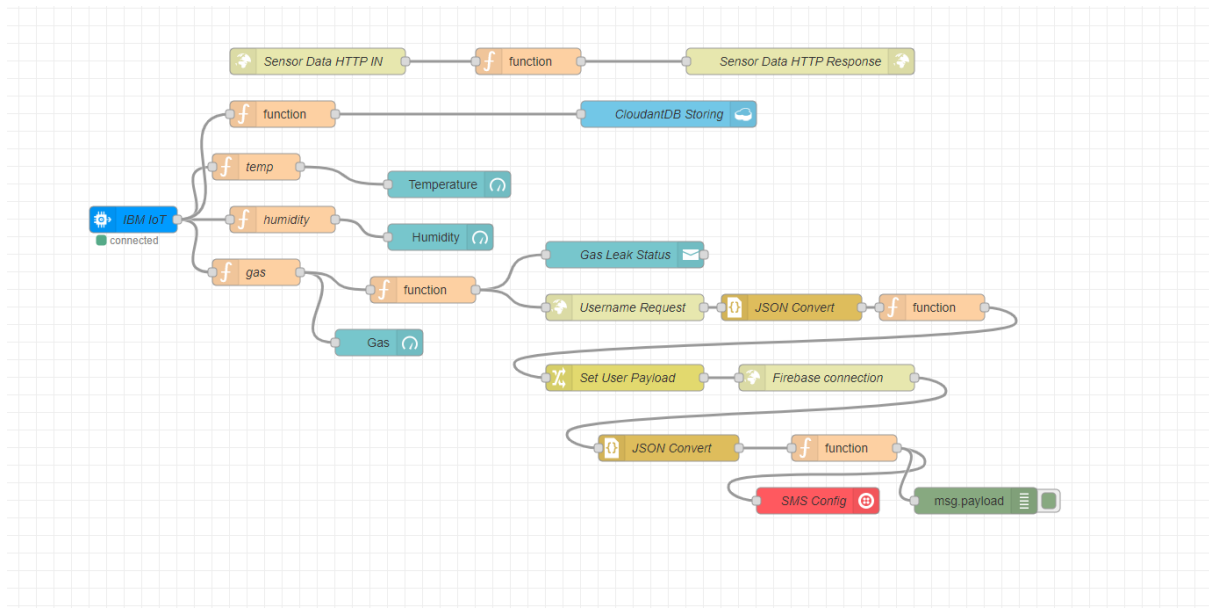 Sensor Data HTTP IN
function
Sensor Data HTTP Response
function
CloudantDB Storing
temp
Temperature
IBM IoT
connected
humidity
Humidity
gas
function
Gas
Gas Leak Status
Username Request
JSON Convert
function
Set User Payload
Firebase connection
JSON Convert
function
SMS Config
msg.payload